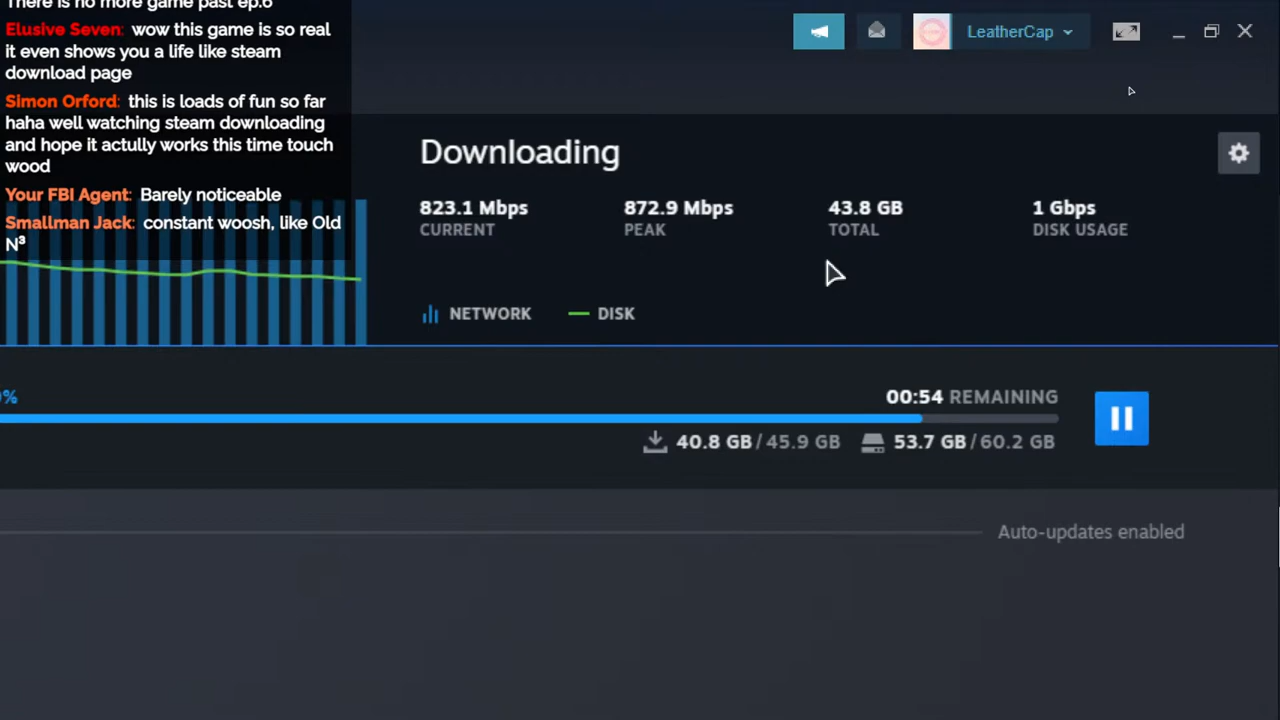 There is no more game past ep.6
Elusive Seven: wow this game is so real
it even shows you a life like steam
download page
Simon Orford: this is loads of fun so far
haha well watching steam downloading
and hope it actully works this time touch
wood
Your FBI Agent: Barely noticeable
Smallman Jack: constant woosh, like Old
N³
LeatherCap
Downloading
823.1 Mbps 872.9 Mbps 43.8 GB 1 Gbps
CURRENT PEAK TOTAL DISK USAGE
NETWORK DISK
00:54 REMAINING
40.8 GB / 45.9 GB 53.7 GB / 60.2 GB
Auto-updates enabled